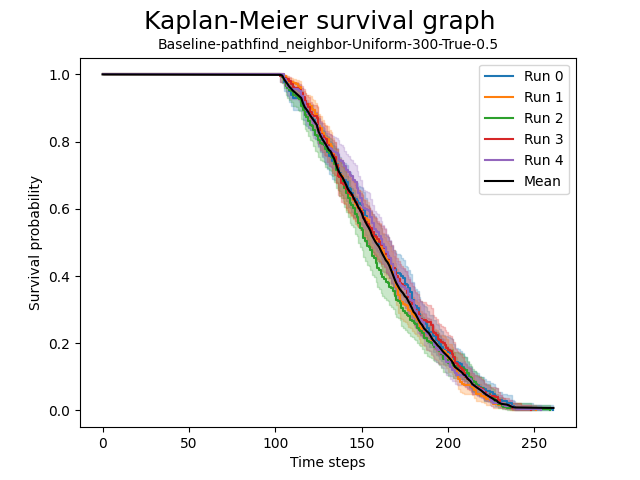 Kaplan-Meier survival graph
Baseline-pathfind_neighbor-Uniform-300-True-0.5
Survival probability
1.0
0.8
0.6
0.4
0.2
0.0
Run 0
Run 1
Run 2
Run 3
Run 4
Mean
0
50
100
150
200
250
Time steps